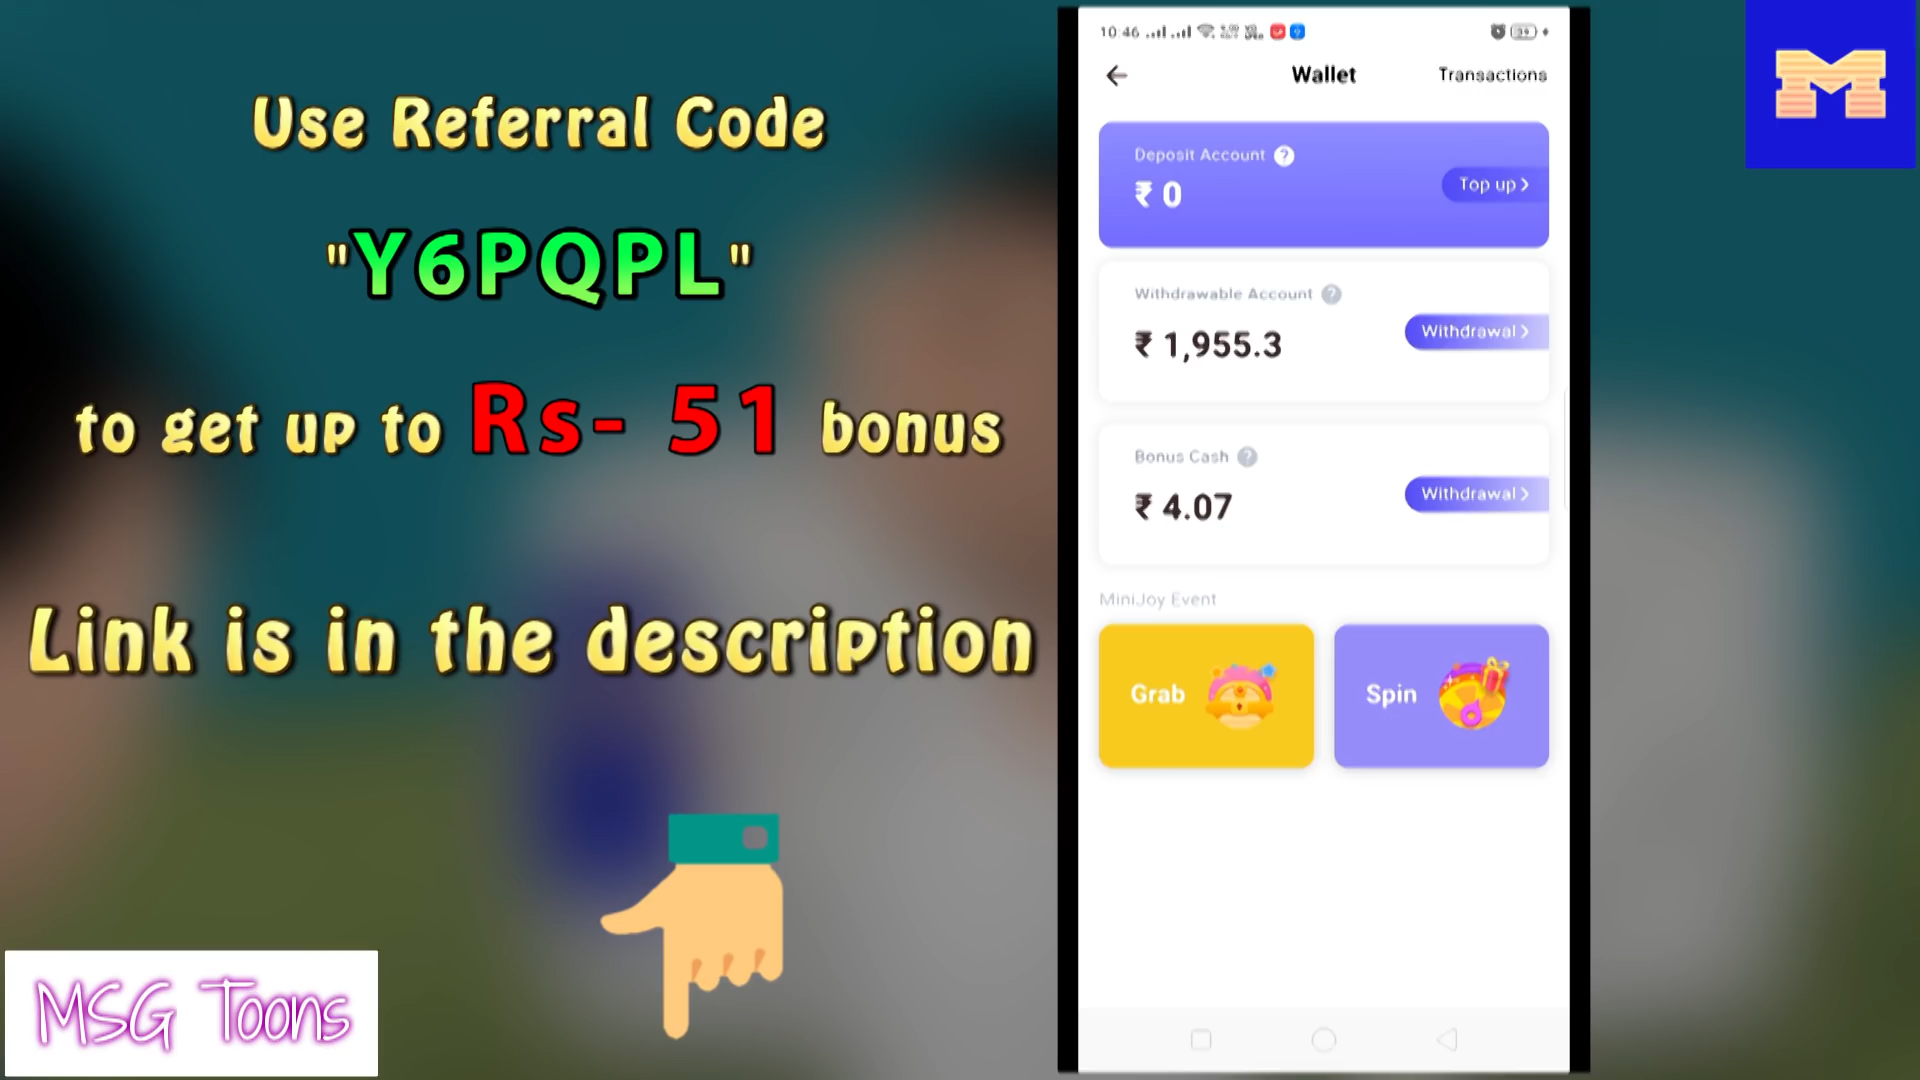 Use Referral Code
"Y6PQPL"
to get up to Rs- 51 bonus
Link is in the description
MSG Toons
10:46
39
Wallet
Transactions
Deposit Account ?
₹ 0
Top up >
Withdrawable Account ?
₹ 1,955.3
Withdrawal >
Bonus Cash ?
₹ 4.07
Withdrawal >
MiniJoy Event
Grab
Spin
M